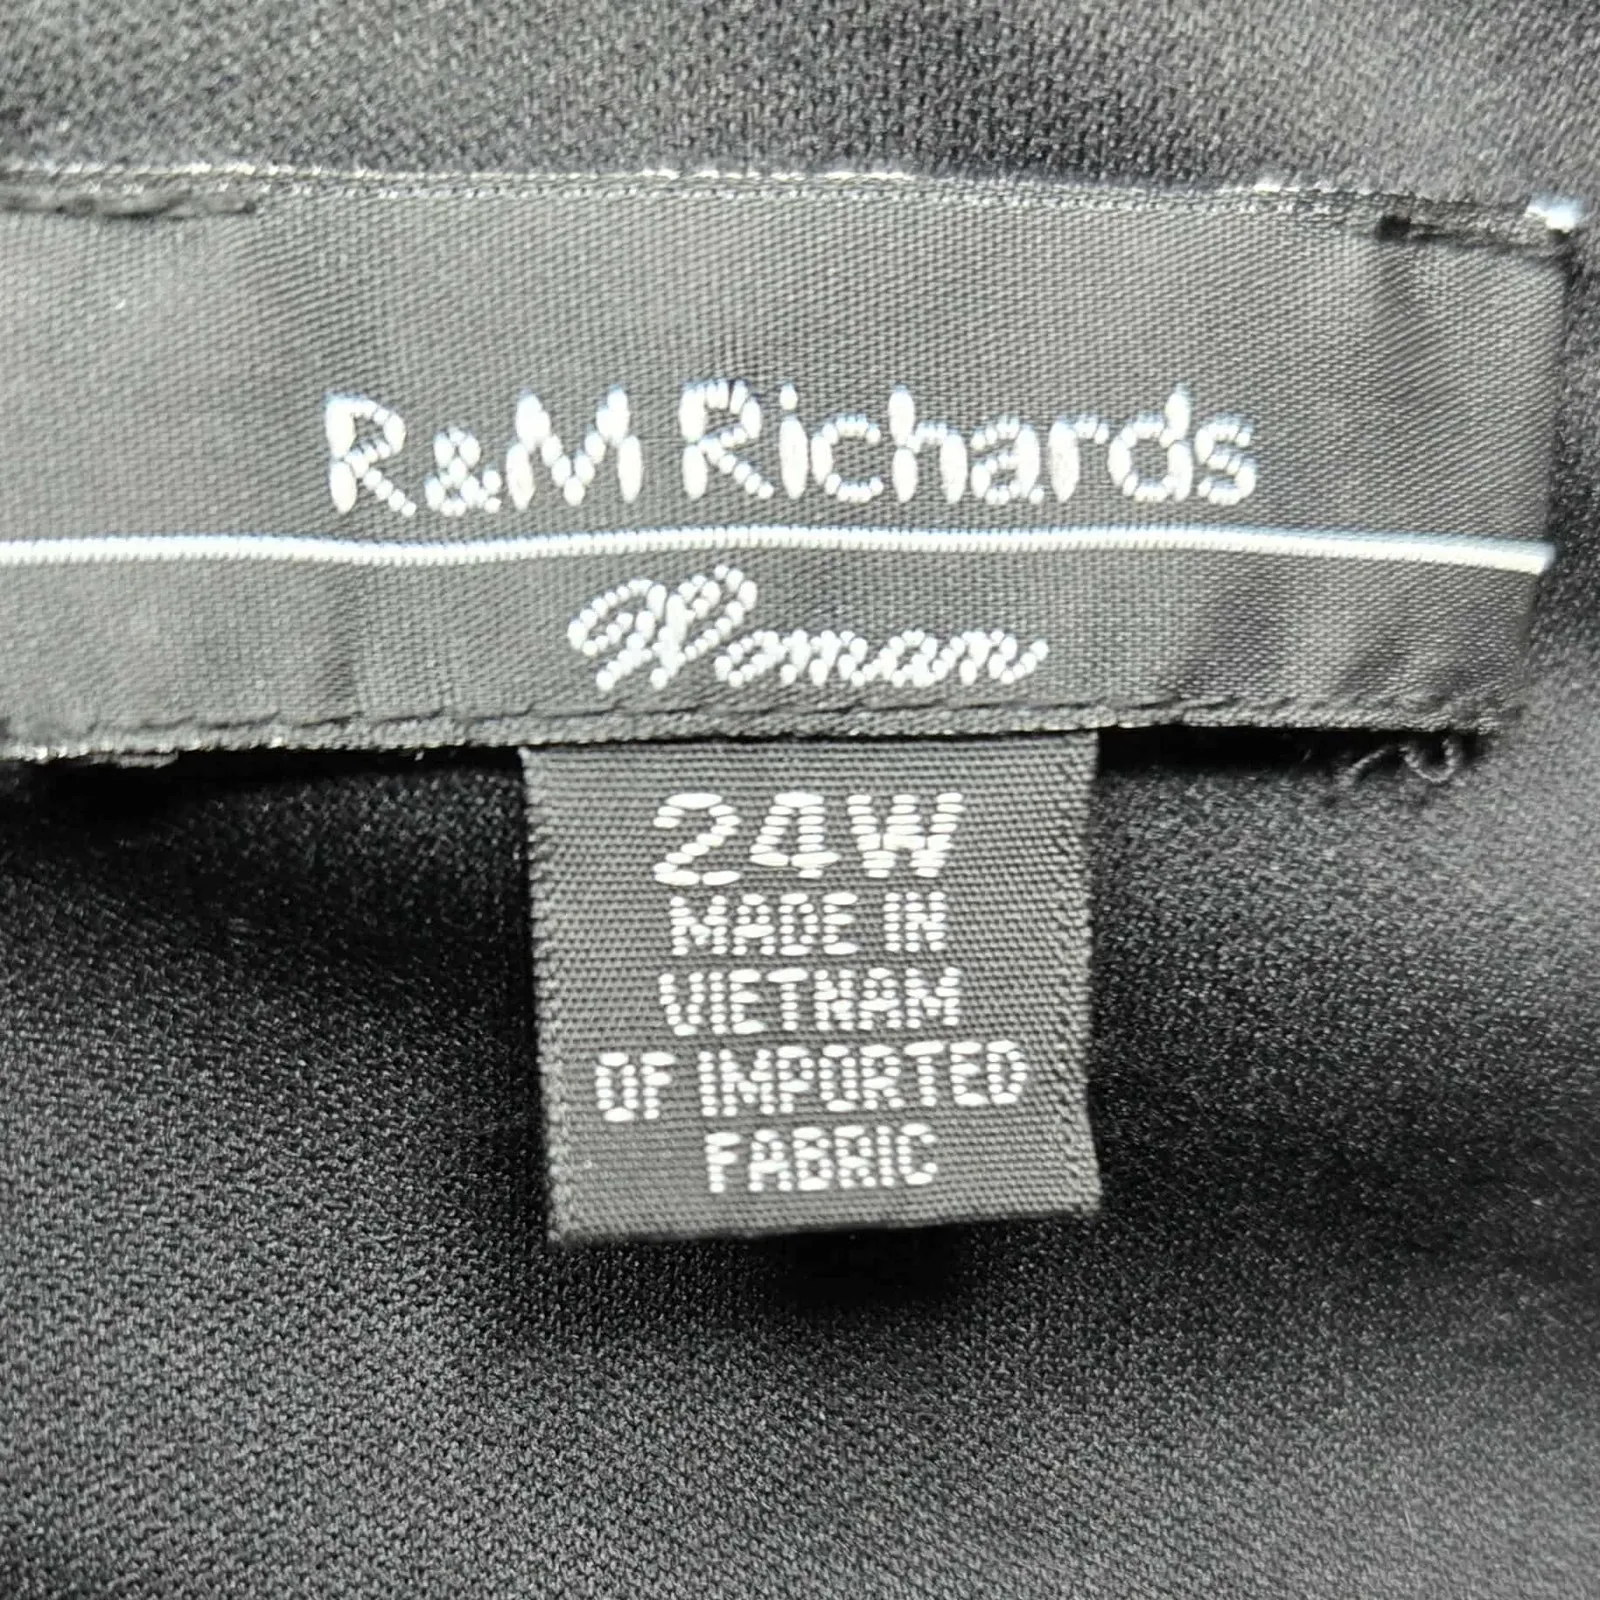 R&M Richards
Woman
24W
MADE IN
VIETNAM
OF IMPORTED
FABRIC